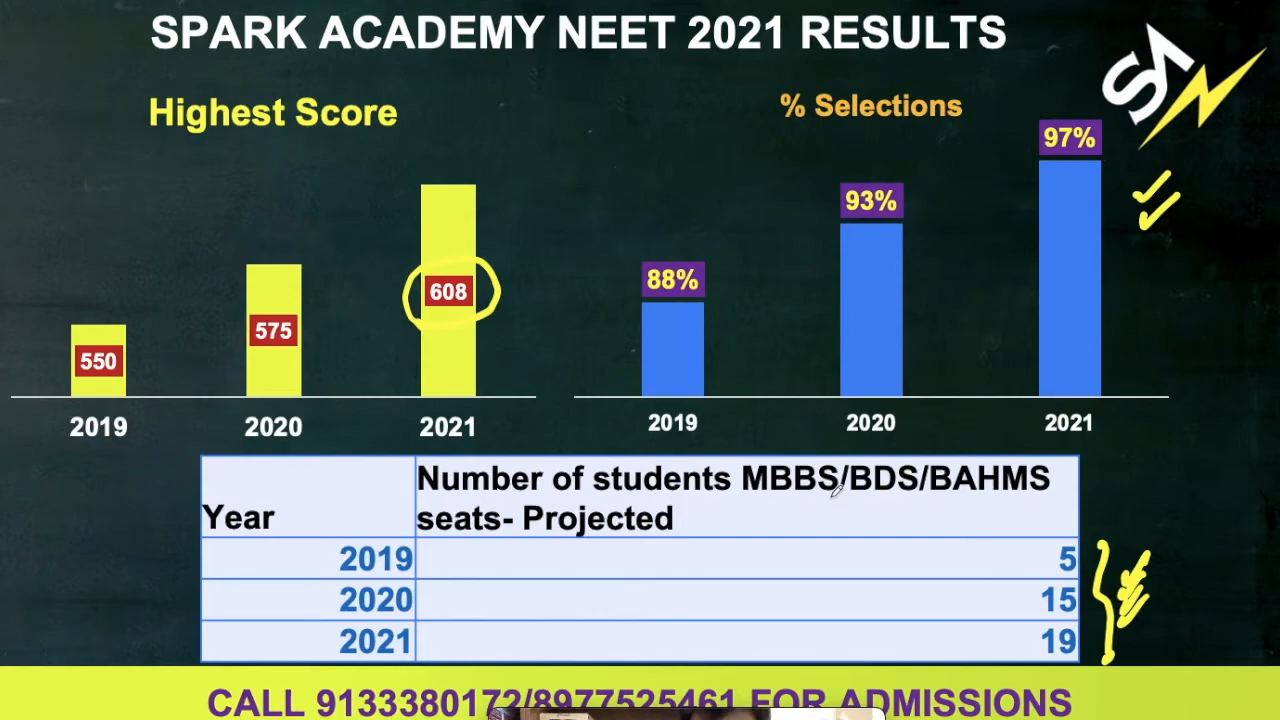 SPARK ACADEMY NEET 2021 RESULTS
Highest Score
% Selections
97%
93%
88%
608
575
550
2019 2020 2021
2019 2020 2021
Year
Number of students MBBS/BDS/BAHMS
seats- Projected
2019 5
2020 15
2021 19
CALL 9133380172/8977525461 FOR ADMISSIONS